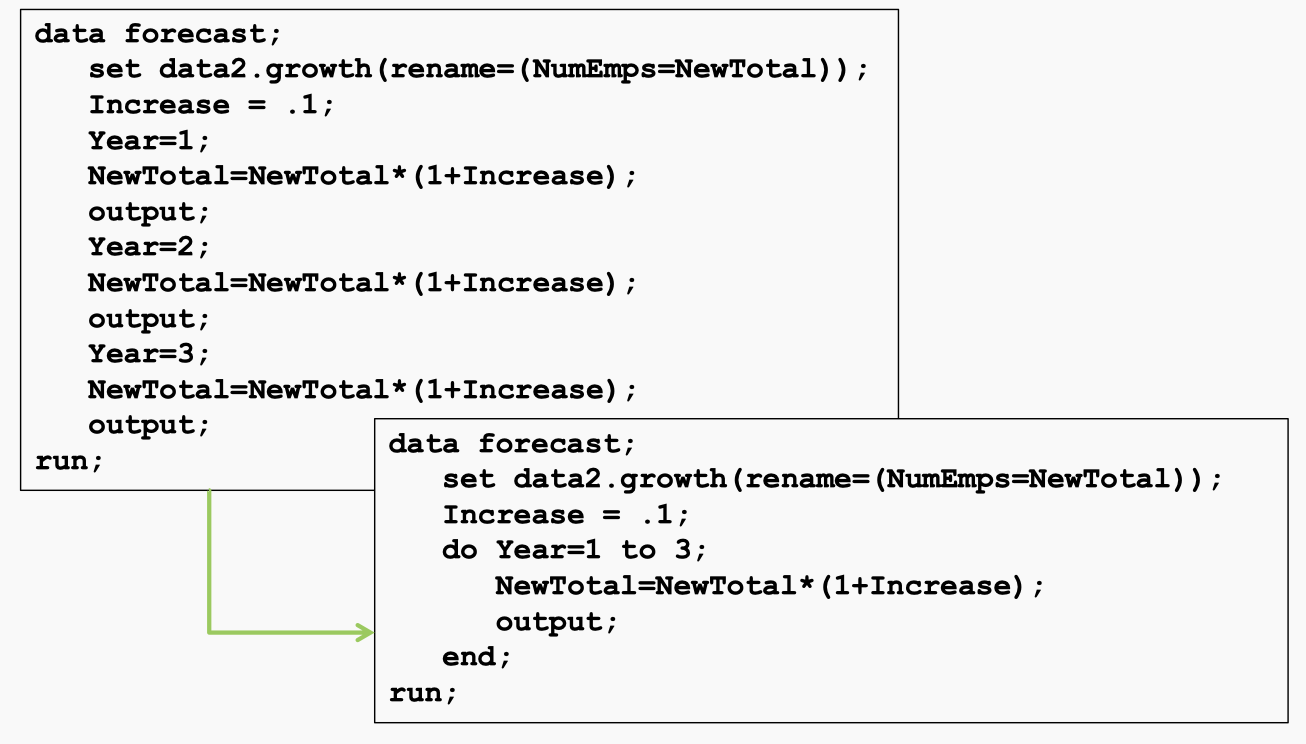 data forecast;
   set data2.growth(rename=(NumEmps=NewTotal));
   Increase = .1;
   Year=1;
   NewTotal=NewTotal*(1+Increase);
   output;
   Year=2;
   NewTotal=NewTotal*(1+Increase);
   output;
   Year=3;
   NewTotal=NewTotal*(1+Increase);
   output;
run;
data forecast;
   set data2.growth(rename=(NumEmps=NewTotal));
   Increase = .1;
   do Year=1 to 3;
      NewTotal=NewTotal*(1+Increase);
      output;
   end;
run;